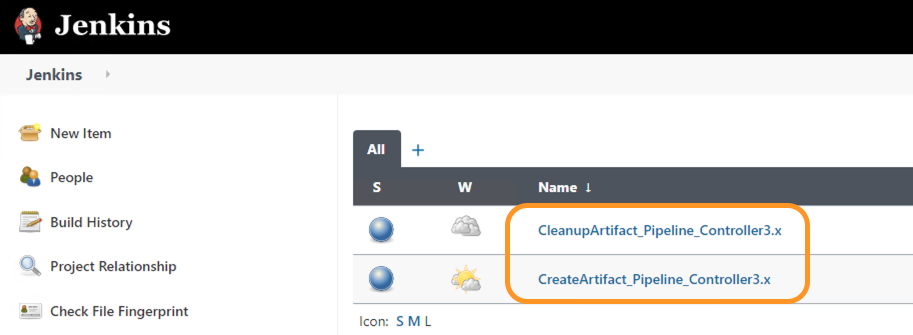 Jenkins
Jenkins
New Item
People
Build History
Project Relationship
Check File Fingerprint
All +
S W Name ↓
CleanupArtifact_Pipeline_Controller3.x
CreateArtifact_Pipeline_Controller3.x
Icon: S M L